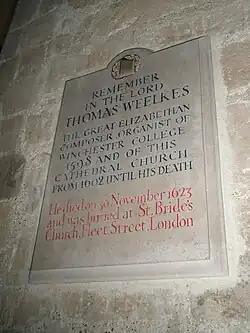 REMEMBER
IN THE LORD
THOMAS WEELKES
THE GREAT ELIZABETHAN
COMPOSER ORGANIST OF
WINCHESTER COLLEGE
1598 AND OF THIS
CATHEDRAL CHURCH
FROM 1602 UNTIL HIS DEATH
He died on 30 November 1623
and was buried at St. Bride's
Church, Fleet Street, London